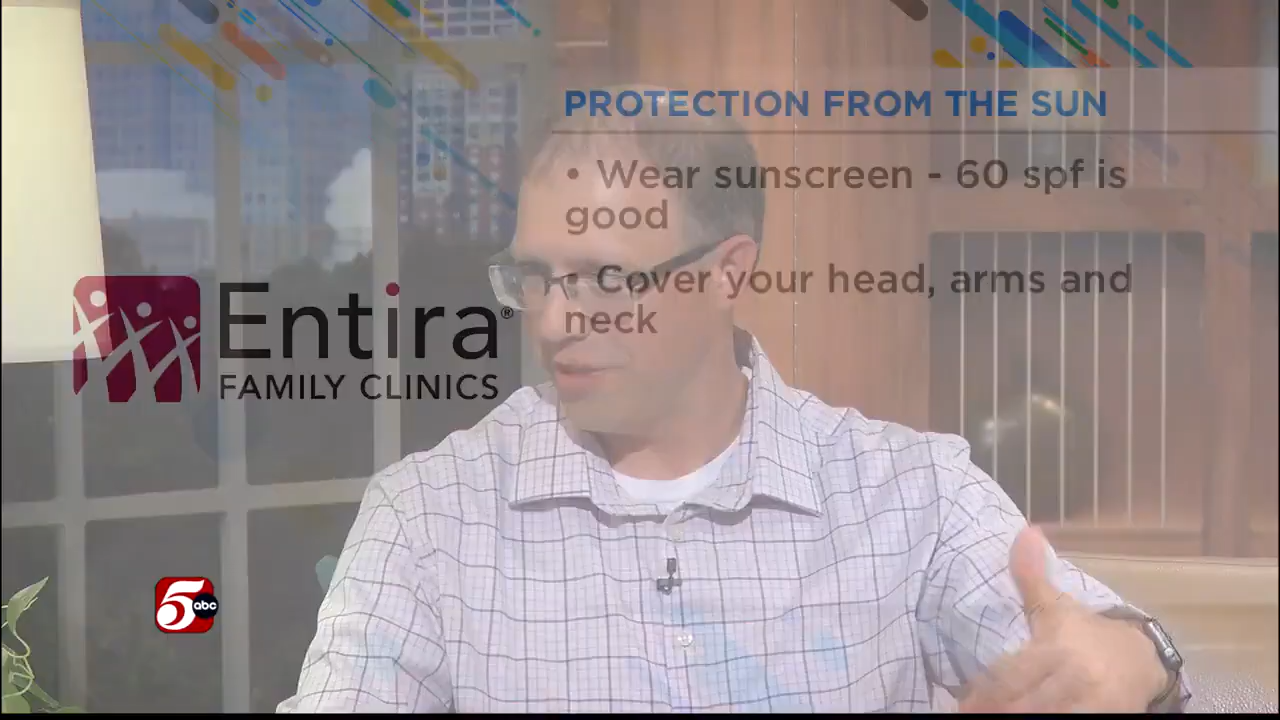 PROTECTION FROM THE SUN
• Wear sunscreen - 60 spf is
good
• Cover your head, arms and
neck
Entira®
FAMILY CLINICS
5 abc